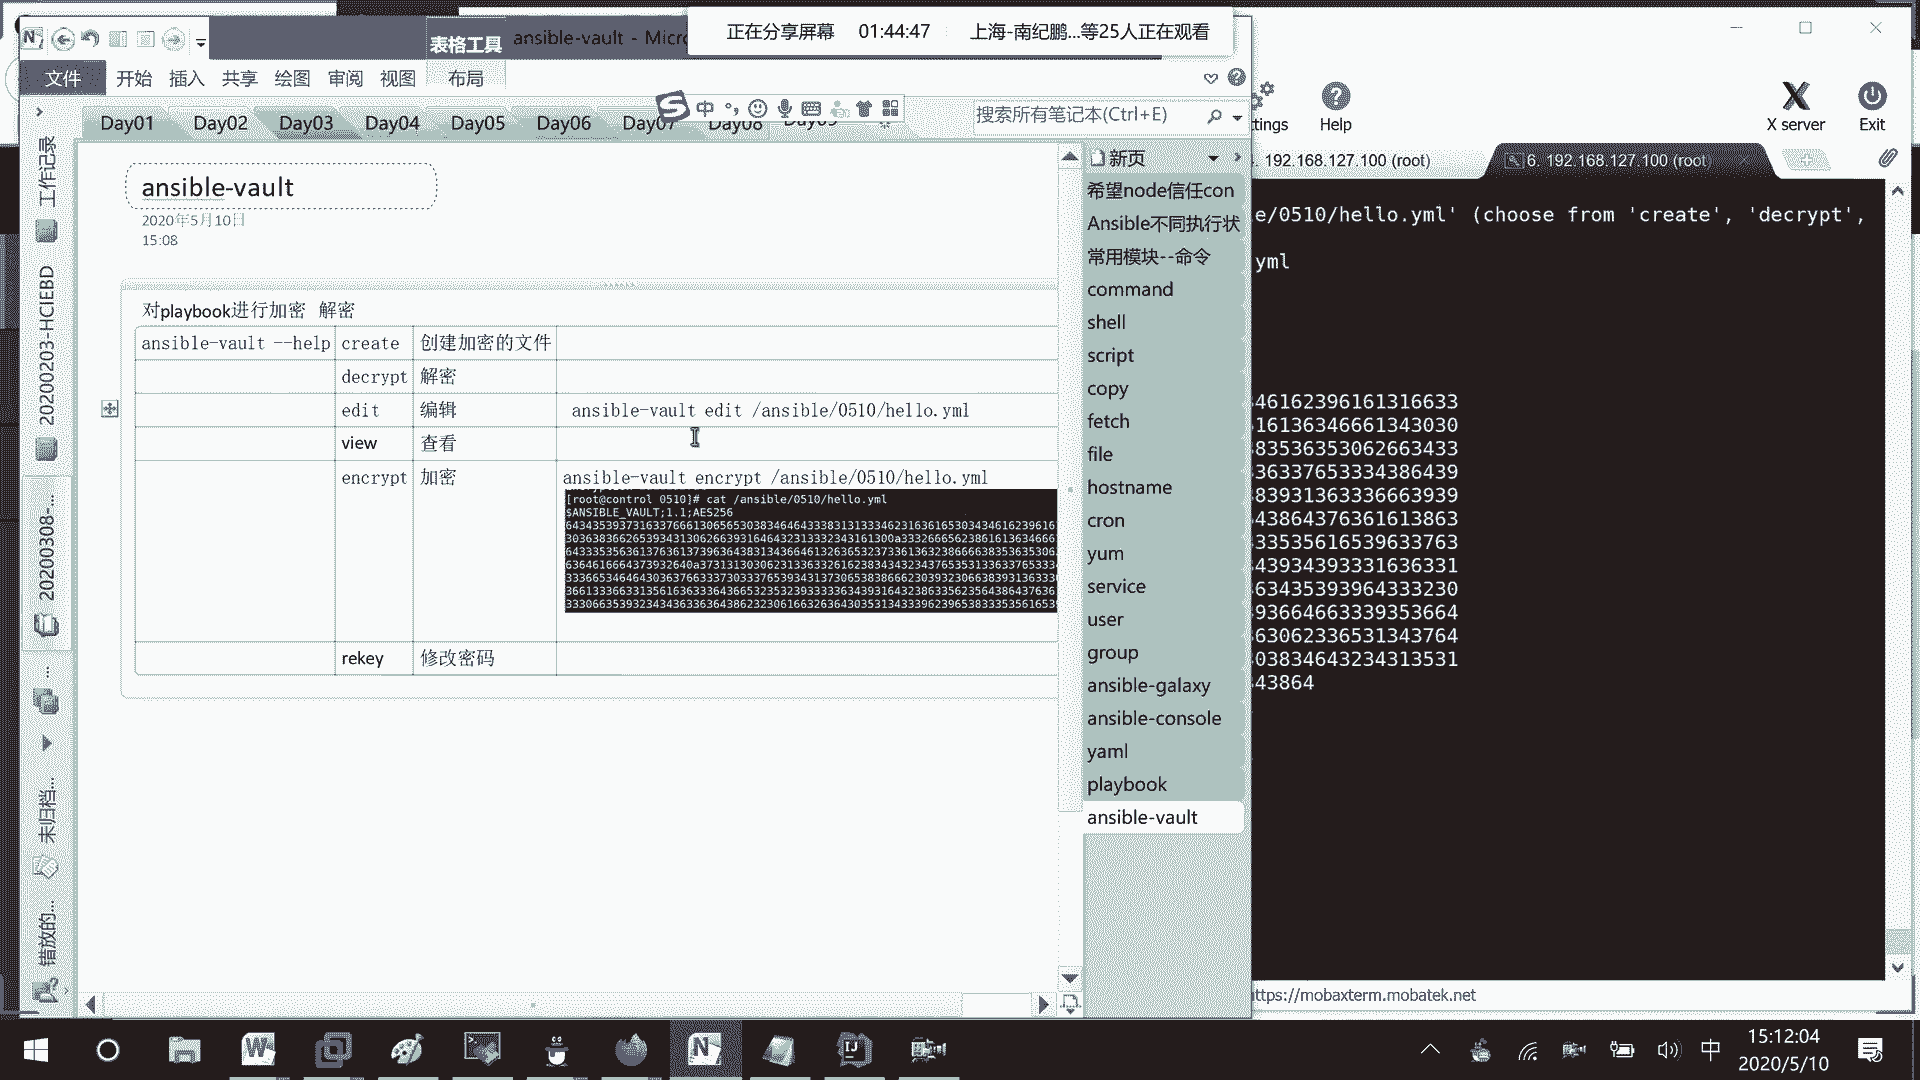 表格工具
ansible-vault - Micr
正在分享屏幕 01:44:47 上海-南纪鹏...等25人正在观看
文件 开始 插入 共享 绘图 审阅 视图 布局
中
搜索所有笔记本(Ctrl+E)
Day01 Day02 Day03 Day04 Day05 Day06 Day07 Day08 Day09
工作记录
20200203-HCIEBD
20200308-...
未归档...
错放的...
ansible-vault
2020年5月10日
15:08
对playbook进行加密 解密
ansible-vault --help create 创建加密的文件
decrypt 解密
edit 编辑 ansible-vault edit /ansible/0510/hello.yml
view 查看
encrypt 加密 ansible-vault encrypt /ansible/0510/hello.yml
[root@control 0510]# cat /ansible/0510/hello.yml
$ANSIBLE_VAULT;1.1;AES256
rekey 修改密码
新页
希望node信任con
Ansible不同执行状
常用模块--命令
command
shell
script
copy
fetch
file
hostname
cron
yum
service
user
group
ansible-galaxy
ansible-console
yaml
playbook
ansible-vault
ttings Help X server Exit
. 192.168.127.100 (root) 6. 192.168.127.100 (root)
e/0510/hello.yml' (choose from 'create', 'decrypt',
yml
46162396161316633
616136346661343030
83536353062663433
36337653334386439
83931363336663939
43864376361613863
33535616539633763
4393439333163633​1
6343539396433323​0
9366466333935366​4
63062336531343764
03834643234313531
43864
https://mobaxterm.mobatek.net
中
15:12:04
2020/5/10